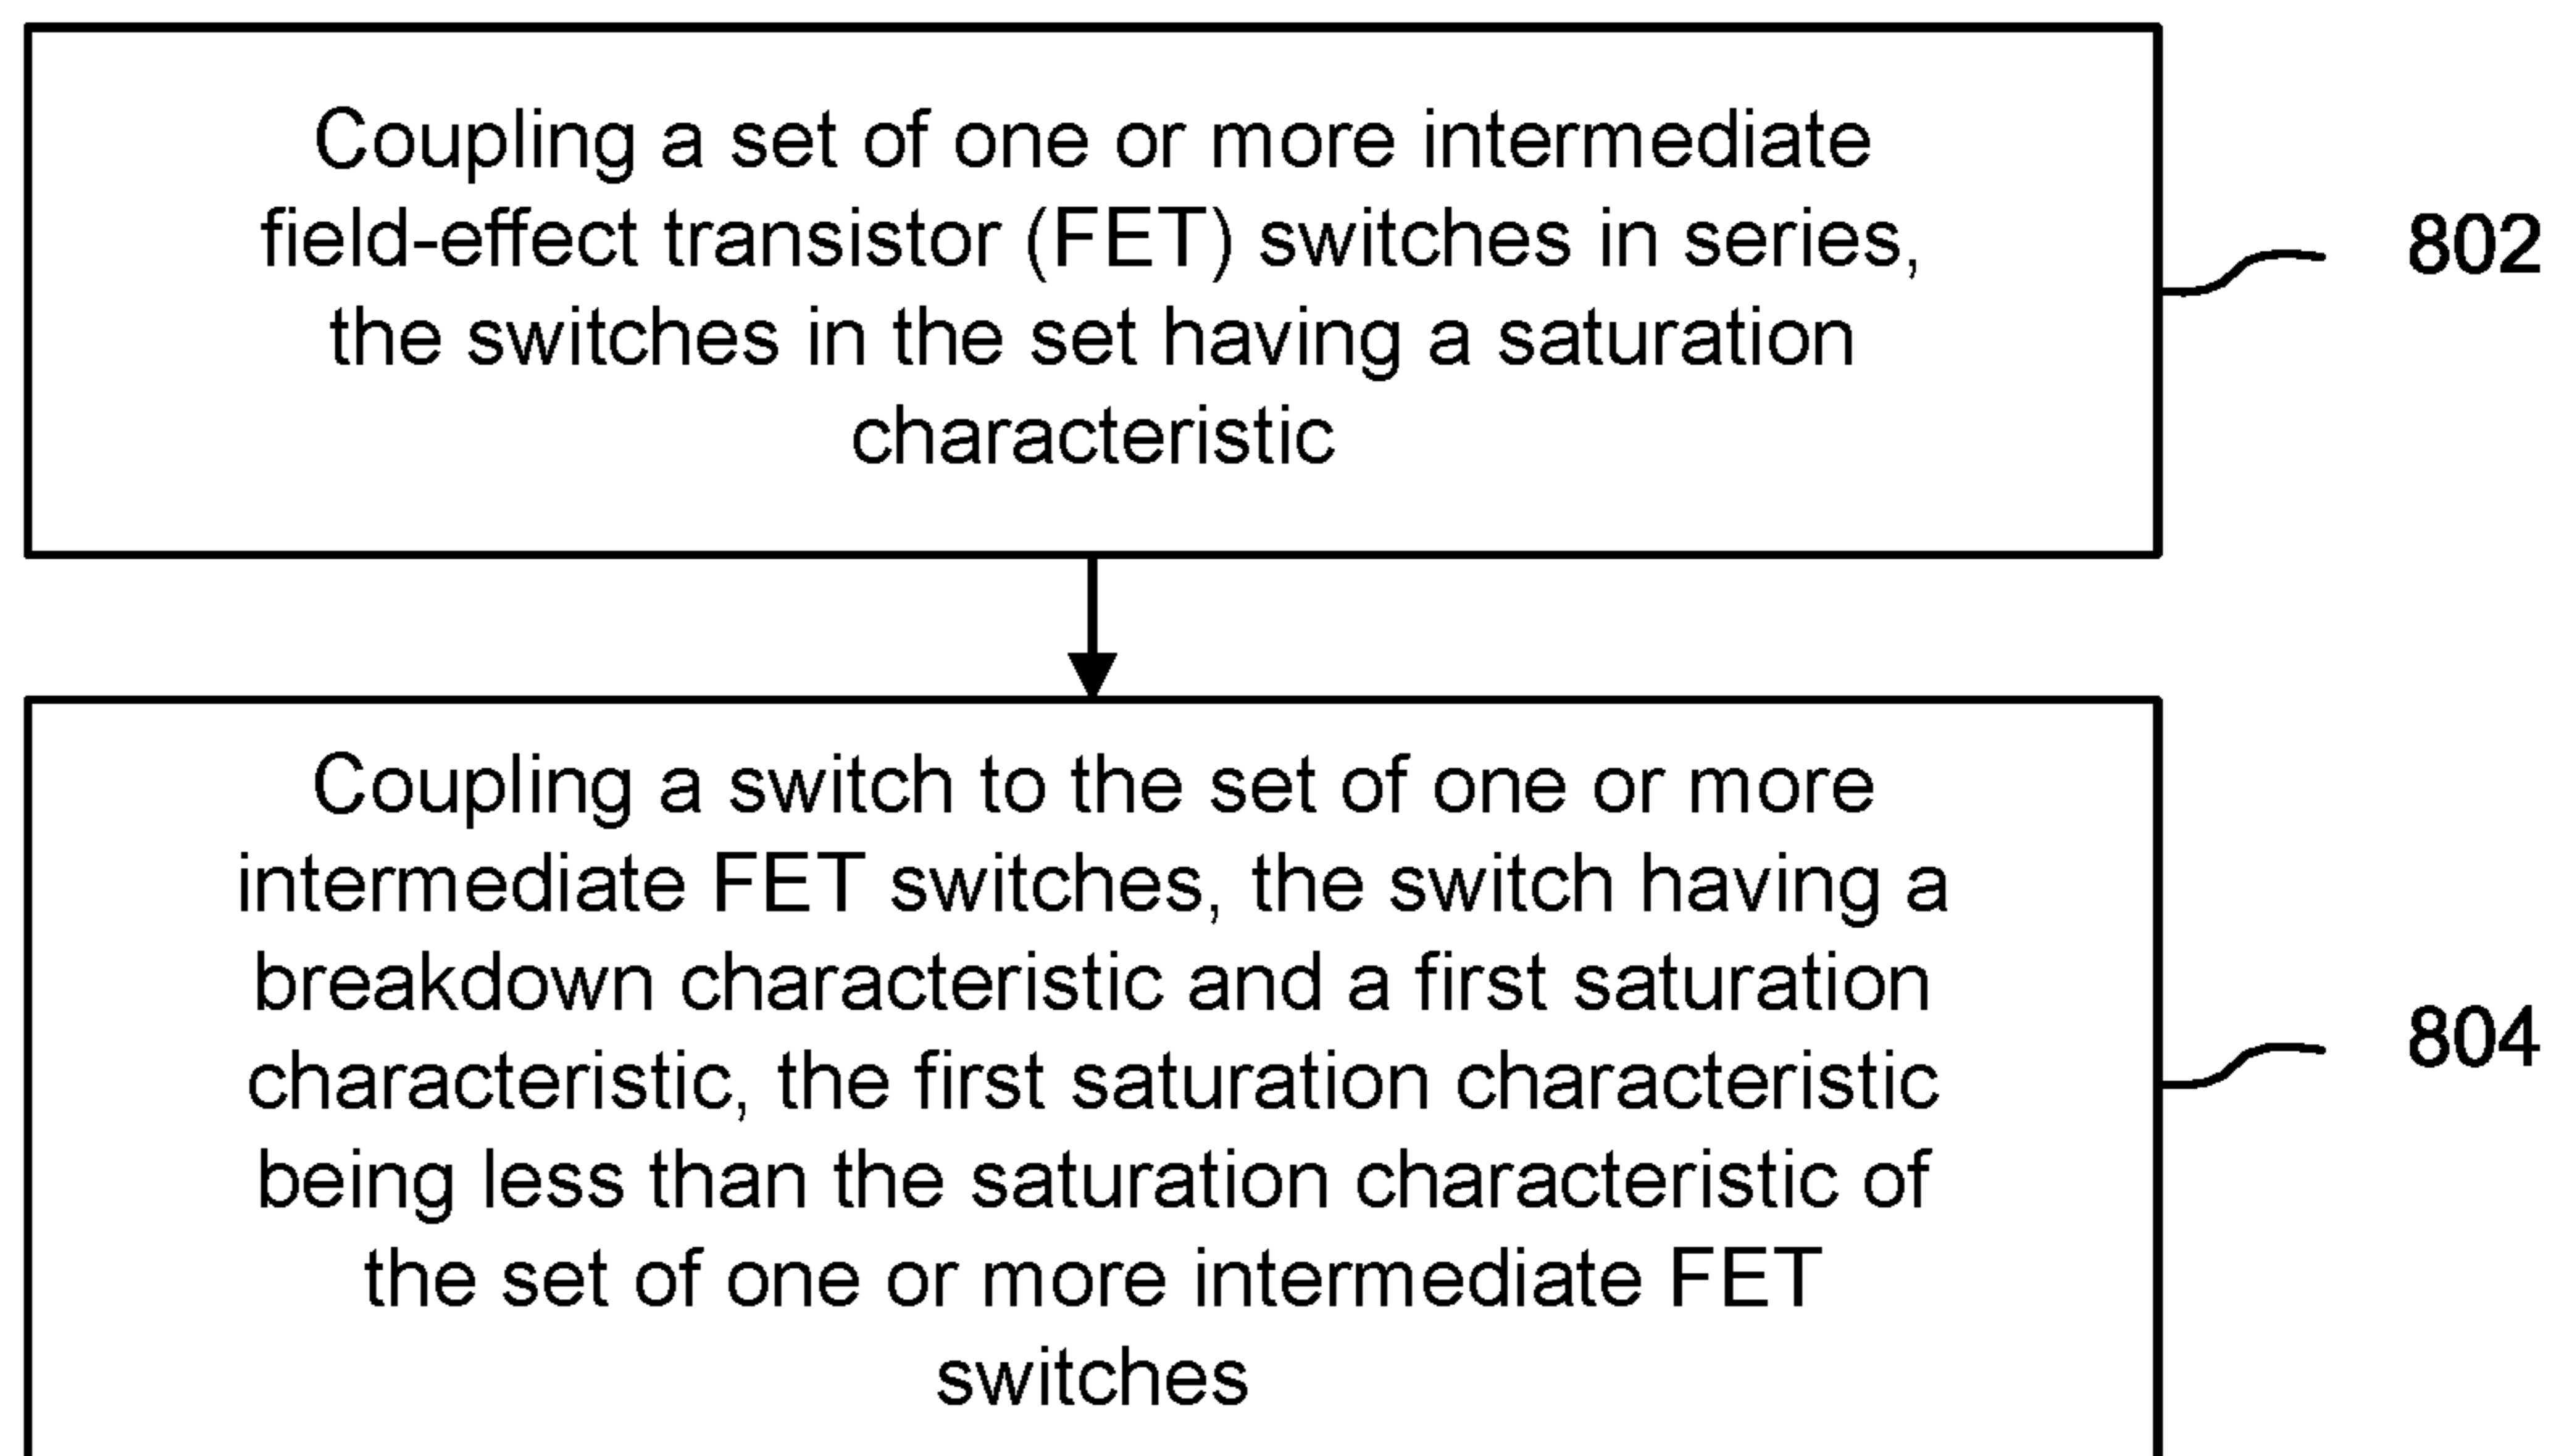 Coupling a set of one or more intermediate
field-effect transistor (FET) switches in series,
the switches in the set having a saturation
characteristic
802
Coupling a switch to the set of one or more
intermediate FET switches, the switch having a
breakdown characteristic and a first saturation
characteristic, the first saturation characteristic
being less than the saturation characteristic of
the set of one or more intermediate FET
switches
804